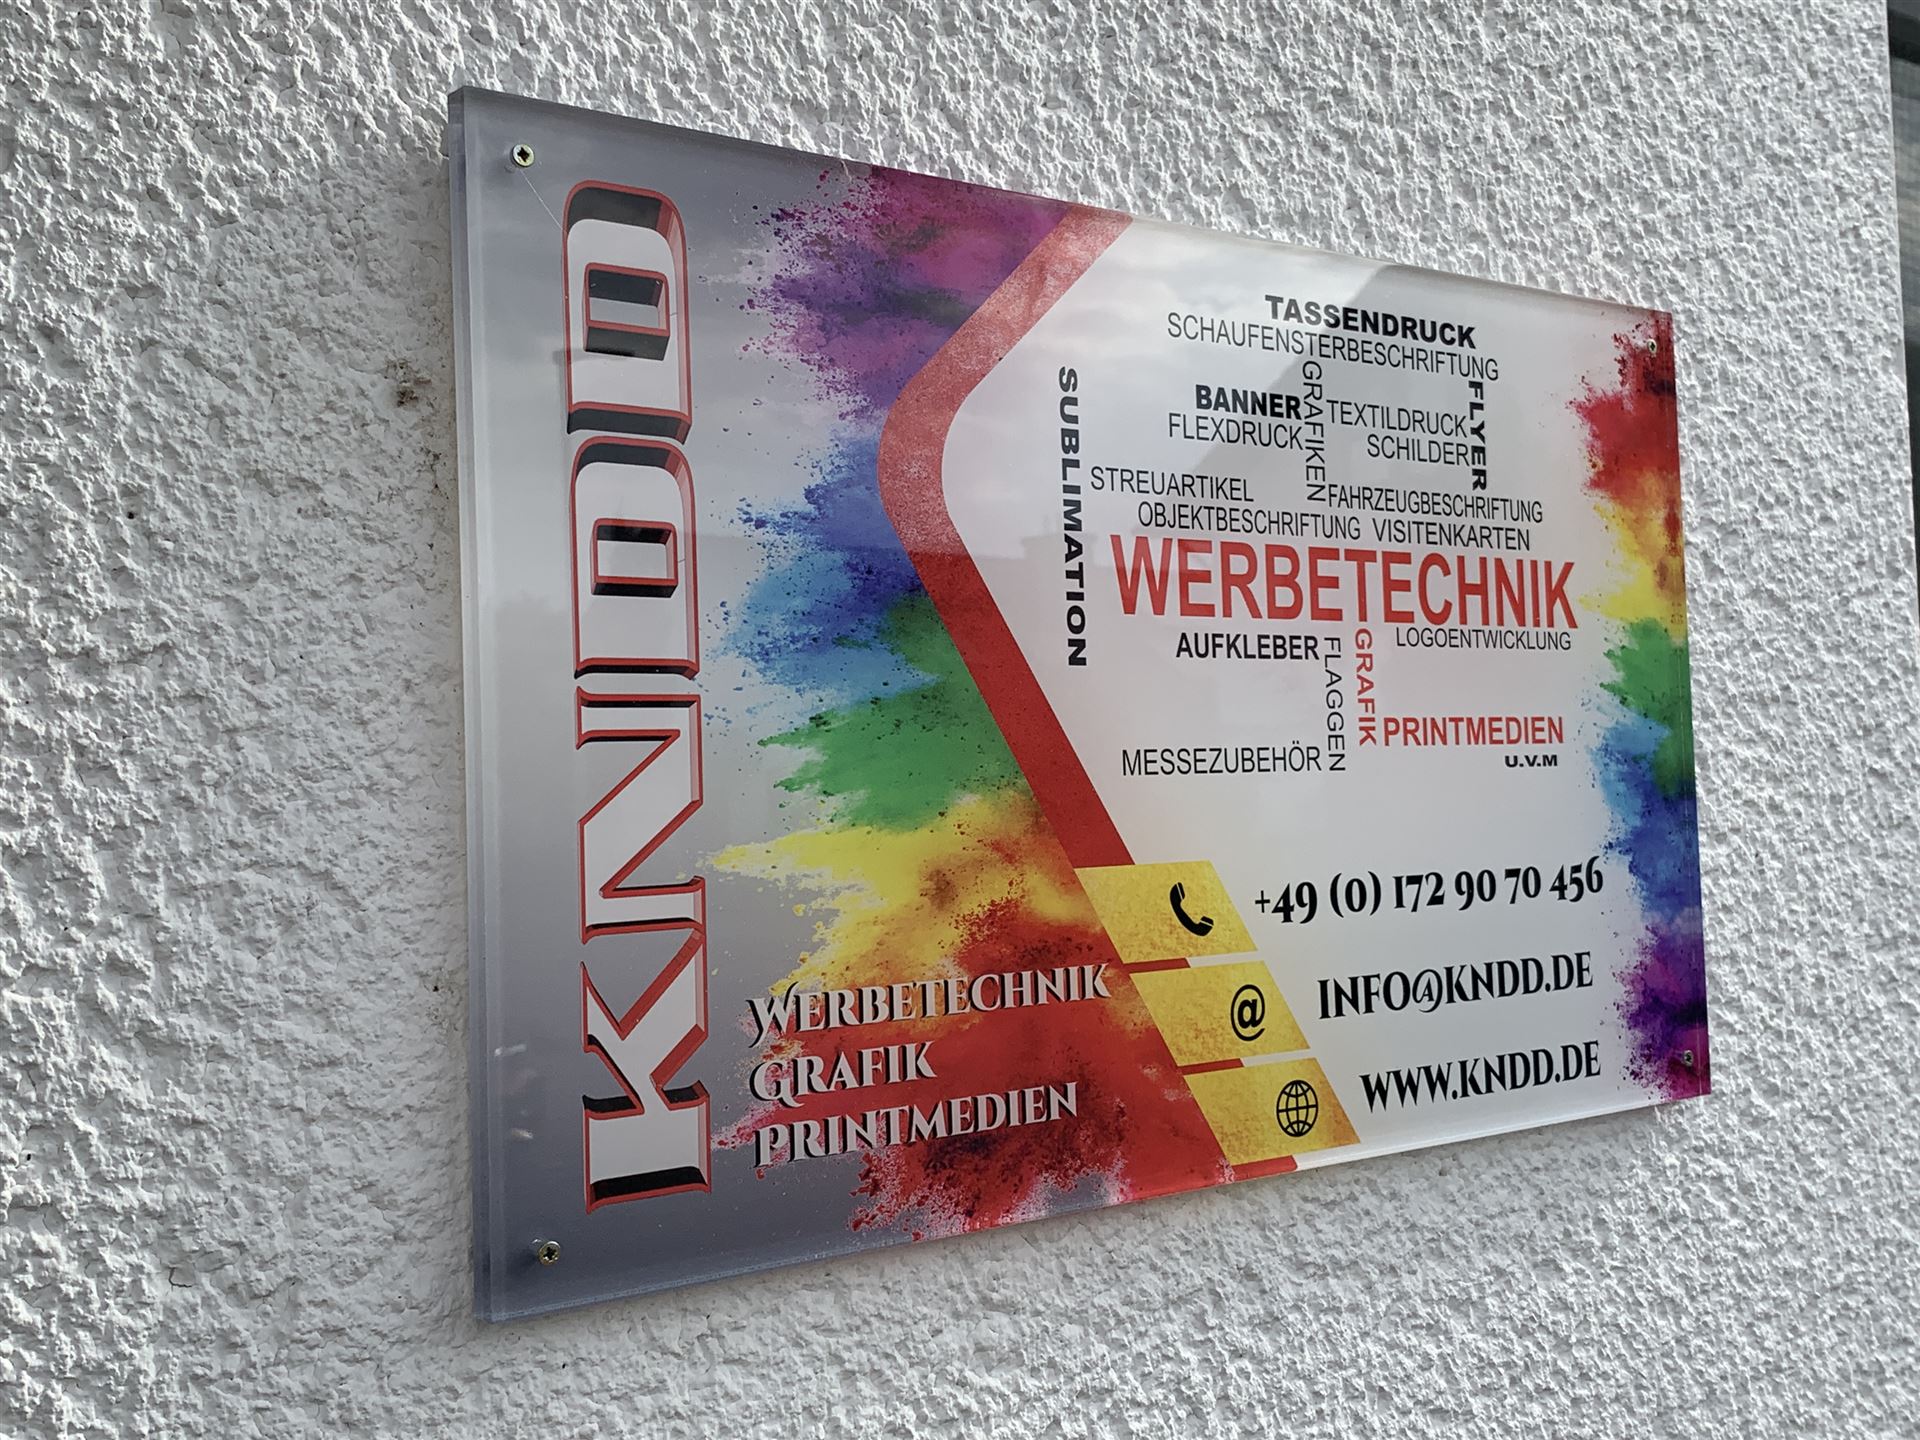 KNDD
WERBETECHNIK
GRAFIK
PRINTMEDIEN
SUBLIMATION
TASSENDRUCK
SCHAUFENSTERBESCHRIFTUNG
GRAFIKEN
FLYER
BANNER
TEXTILDRUCK
FLEXDRUCK
SCHILDER
STREUARTIKEL
FAHRZEUGBESCHRIFTUNG
OBJEKTBESCHRIFTUNG VISITENKARTEN
WERBETECHNIK
AUFKLEBER
FLAGGEN
GRAFIK
LOGOENTWICKLUNG
PRINTMEDIEN
MESSEZUBEHÖR
U.V.M
+49 (0) 172 90 70 456
@
INFO@KNDD.DE
WWW.KNDD.DE